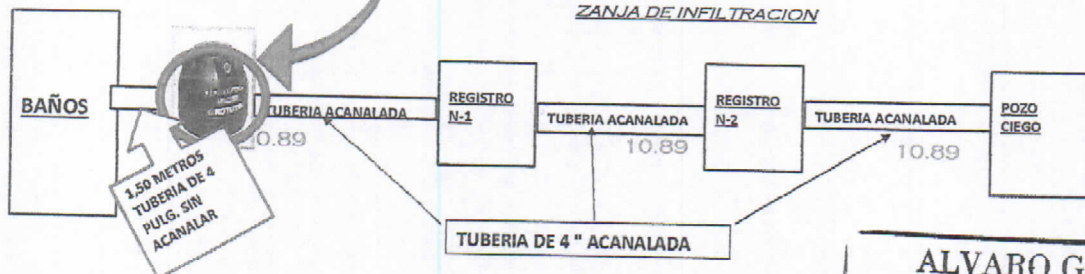 ZANJA DE INFILTRACION
BAÑOS
TUBERIA ACANALADA
0.89
REGISTRO
N-1
TUBERIA ACANALADA
10.89
REGISTRO
N-2
TUBERIA ACANALADA
10.89
POZO
CIEGO
1,50 METROS
TUBERIA DE 4
PULG. SIN
ACANALAR
TUBERIA DE 4 " ACANALADA
ALVARO G